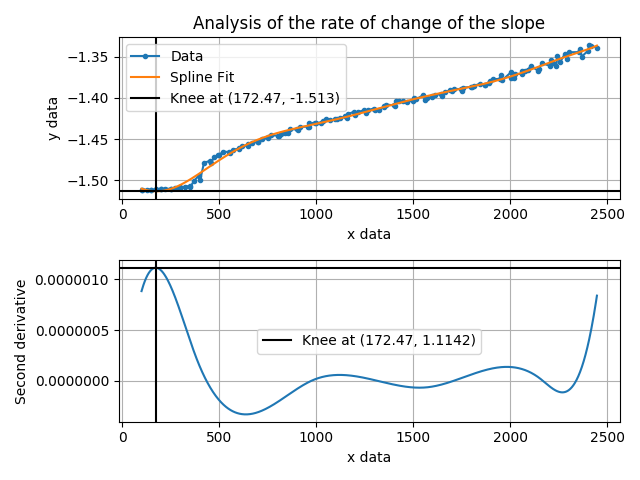 Analysis of the rate of change of the slope
Data
Spline Fit
Knee at (172.47, -1.513)
y data
−1.35
−1.40
−1.45
−1.50
0 500 1000 1500 2000 2500
x data
Second derivative
0.0000010
0.0000005
0.0000000
Knee at (172.47, 1.1142)
0 500 1000 1500 2000 2500
x data